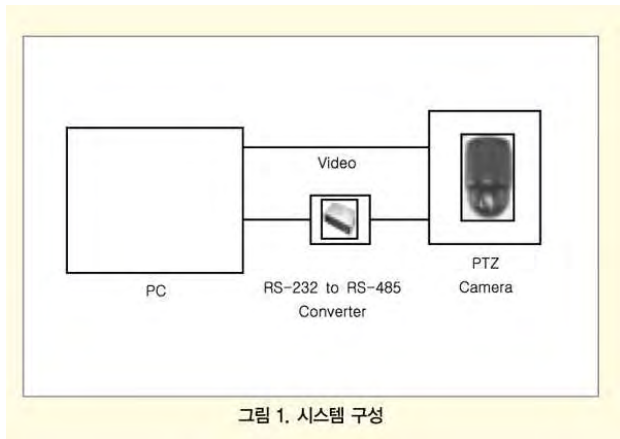 Video
PC
RS-232 to RS-485
Converter
PTZ
Camera
그림 1. 시스템 구성